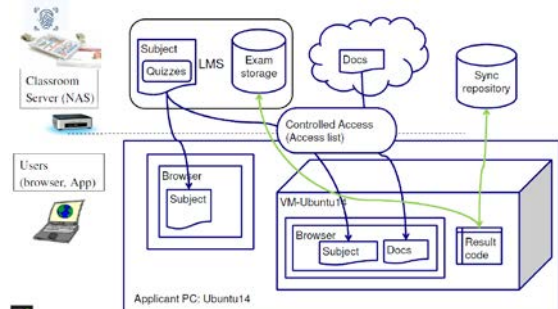 Subject
Quizzes
LMS
Exam
storage
Docs
Sync
repository
Classroom
Server (NAS)
Controlled Access
(Access list)
Users
(browser, App)
Browser
Subject
VM-Ubuntu14
Browser
Subject
Docs
Result
code
Applicant PC: Ubuntu14